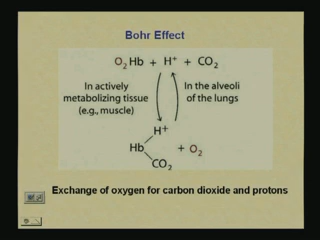 Bohr Effect
O2 Hb + H+ + CO2
In actively
metabolizing tissue
(e.g., muscle)
In the alveoli
of the lungs
H+
Hb + O2
CO2
Exchange of oxygen for carbon dioxide and protons